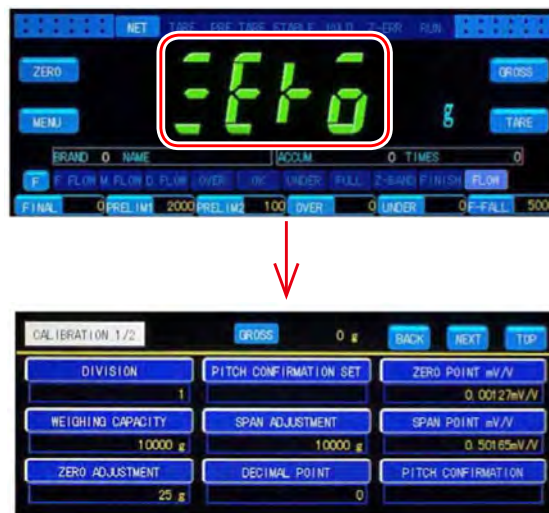 NET TARE PRE TARE STABLE HOLD Z-ERR RUN
ZERO GROSS
MENU g TARE
BRAND 0 NAME ACCUM 0 TIMES 0
F F FLOW M FLOW D FLOW OVER OK UNDER FULL Z-BAND FINISH FLOW
FINAL 0 PRELIM1 2000 PRELIM2 100 OVER 0 UNDER 0 F-FALL 500
CALIBRATION 1/2 GROSS 0 g BACK NEXT TOP
DIVISION PITCH CONFIRMATION SET ZERO POINT mV/V
1 0.00127mV/V
WEIGHING CAPACITY SPAN ADJUSTMENT SPAN POINT mV/V
10000 g 10000 g 0.50165mV/V
ZERO ADJUSTMENT DECIMAL POINT PITCH CONFIRMATION
25 g 0